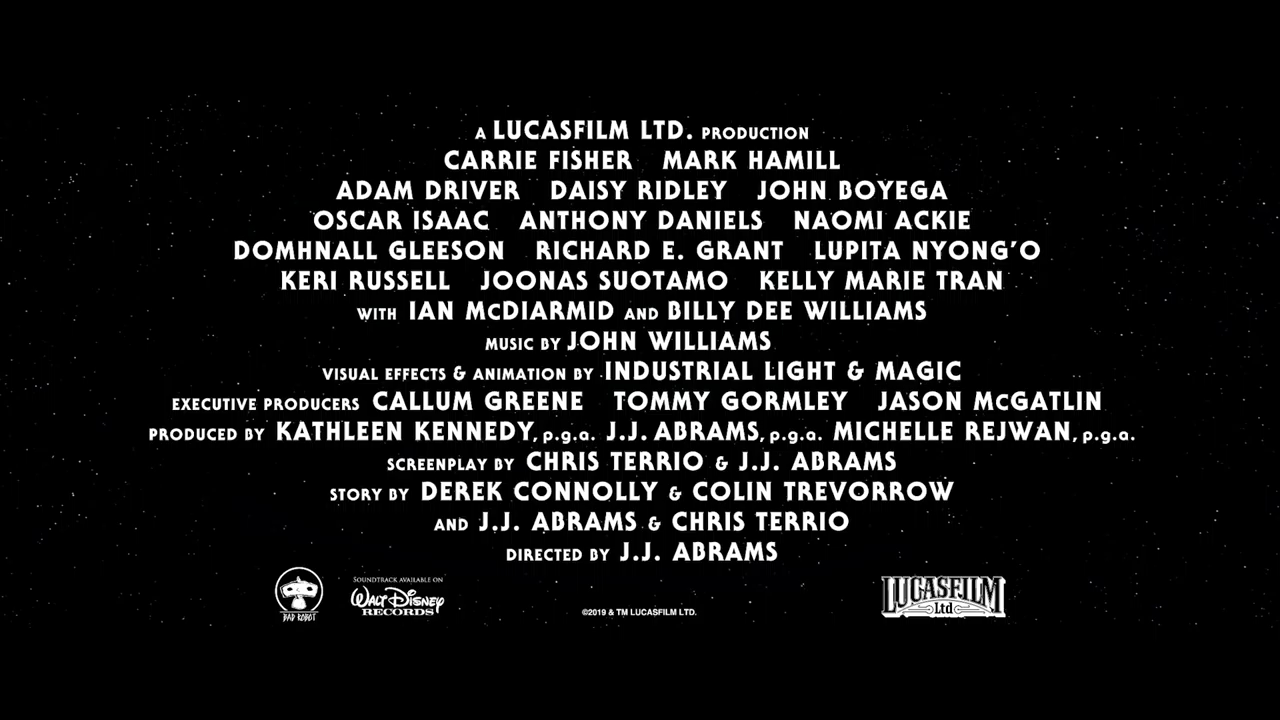 A LUCASFILM LTD. PRODUCTION
CARRIE FISHER MARK HAMILL
ADAM DRIVER DAISY RIDLEY JOHN BOYEGA
OSCAR ISAAC ANTHONY DANIELS NAOMI ACKIE
DOMHNALL GLEESON RICHARD E. GRANT LUPITA NYONG'O
KERI RUSSELL JOONAS SUOTAMO KELLY MARIE TRAN
WITH IAN McDIARMID AND BILLY DEE WILLIAMS
MUSIC BY JOHN WILLIAMS
VISUAL EFFECTS & ANIMATION BY INDUSTRIAL LIGHT & MAGIC
EXECUTIVE PRODUCERS CALLUM GREENE TOMMY GORMLEY JASON McGATLIN
PRODUCED BY KATHLEEN KENNEDY, p.g.a. J.J. ABRAMS, p.g.a. MICHELLE REJWAN, p.g.a.
SCREENPLAY BY CHRIS TERRIO & J.J. ABRAMS
STORY BY DEREK CONNOLLY & COLIN TREVORROW
AND J.J. ABRAMS & CHRIS TERRIO
DIRECTED BY J.J. ABRAMS
BAD ROBOT
SOUNDTRACK AVAILABLE ON
WALT DISNEY
RECORDS
©2019 & TM LUCASFILM LTD.
LUCASFILM
Ltd